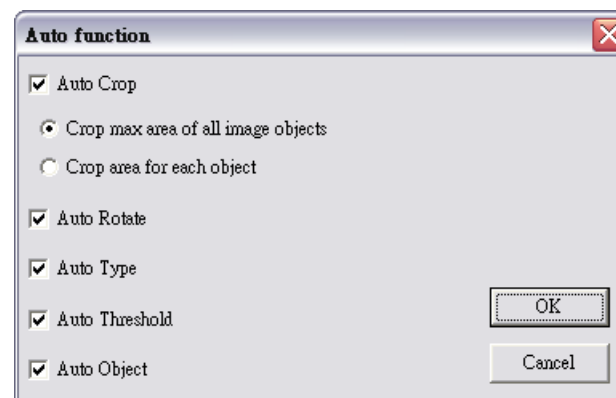 Auto function
Auto Crop
Crop max area of all image objects
Crop area for each object
Auto Rotate
Auto Type
Auto Threshold
OK
Auto Object
Cancel